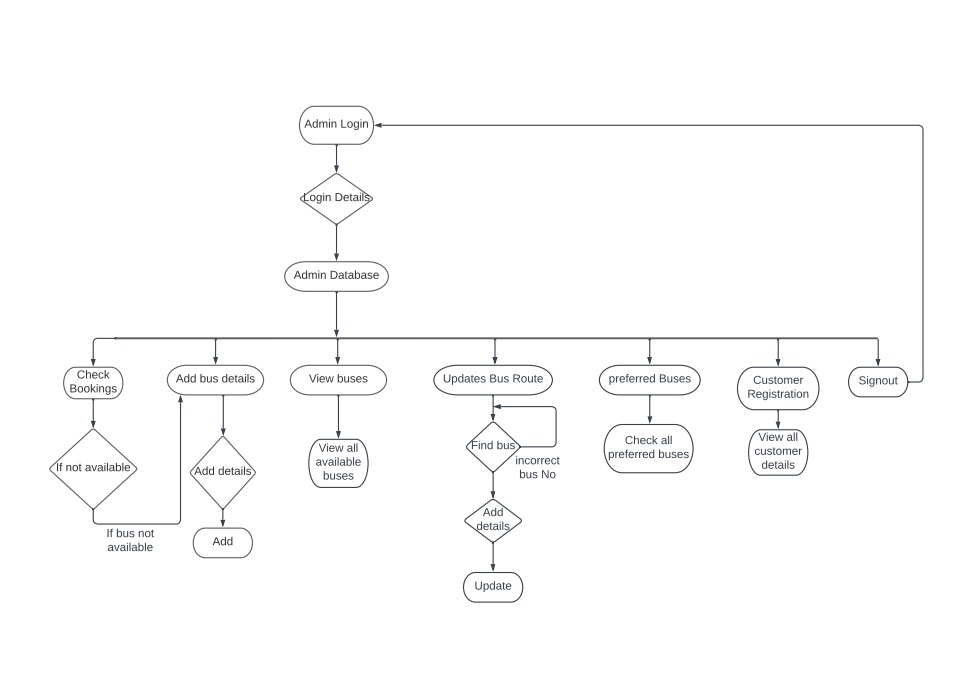 Admin Login
Login Details
Admin Database
Check
Bookings
Add bus details
View buses
Updates Bus Route
preferred Buses
Customer
Registration
Signout
If not available
Add details
View all
available
buses
Find bus
incorrect
bus No
Check all
preferred buses
View all
customer
details
If bus not
available
Add
Add
details
Update